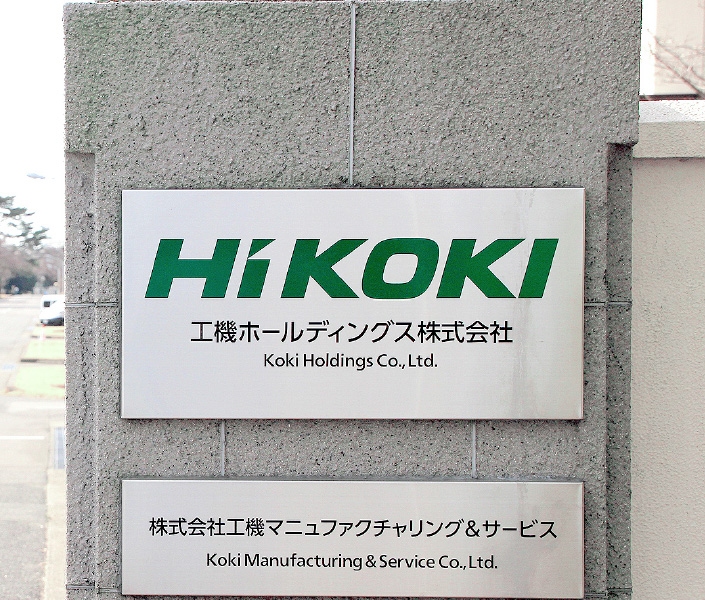 HiKOKI
工機ホールディングス株式会社
Koki Holdings Co., Ltd.
株式会社工機マニュファクチャリング&サービス
Koki Manufacturing & Service Co., Ltd.